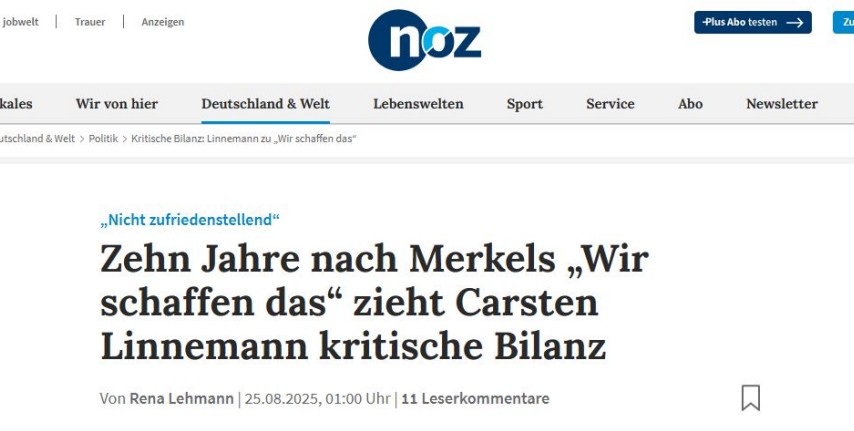 jobwelt | Trauer | Anzeigen
noz
Plus Abo testen
Zu
kales Wir von hier Deutschland & Welt Lebenswelten Sport Service Abo Newsletter
utschland & Welt > Politik > Kritische Bilanz: Linnemann zu „Wir schaffen das“
„Nicht zufriedenstellend“
Zehn Jahre nach Merkels „Wir
schaffen das“ zieht Carsten
Linnemann kritische Bilanz
Von Rena Lehmann | 25.08.2025, 01:00 Uhr | 11 Leserkommentare